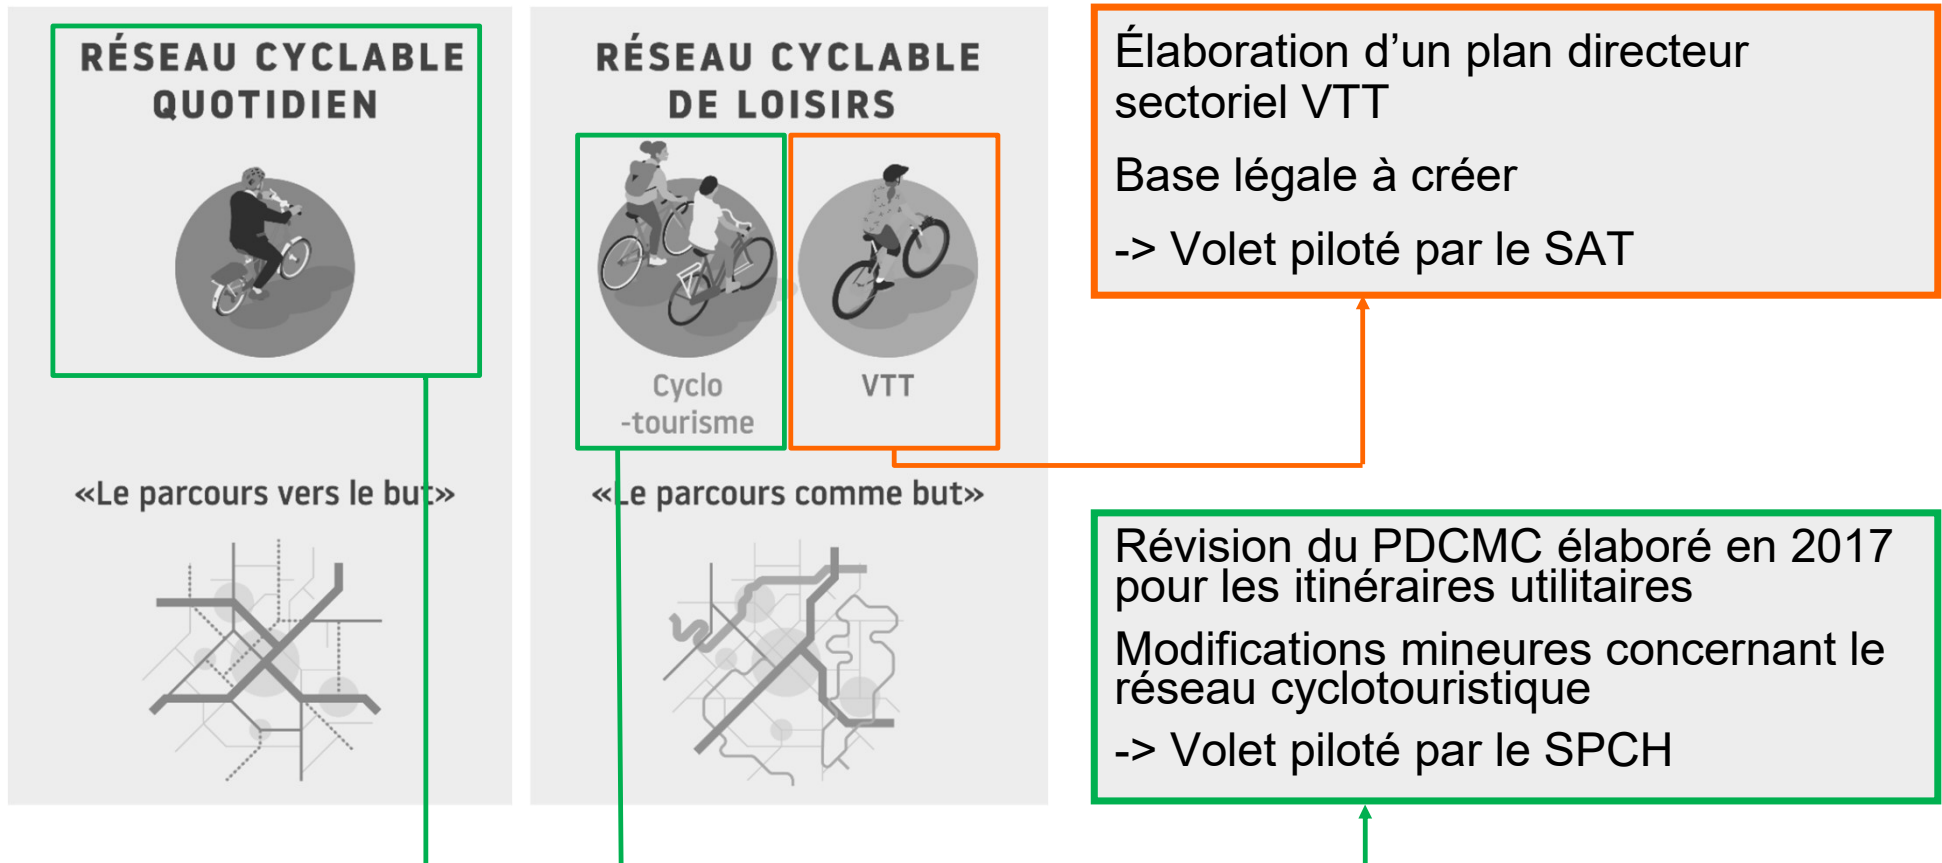 RÉSEAU CYCLABLE
QUOTIDIEN
«Le parcours vers le but»
RÉSEAU CYCLABLE
DE LOISIRS
Cyclo
-tourisme
VTT
«Le parcours comme but»
Élaboration d’un plan directeur
sectoriel VTT
Base légale à créer
-> Volet piloté par le SAT
Révision du PDCMC élaboré en 2017
pour les itinéraires utilitaires
Modifications mineures concernant le
réseau cyclotouristique
-> Volet piloté par le SPCH